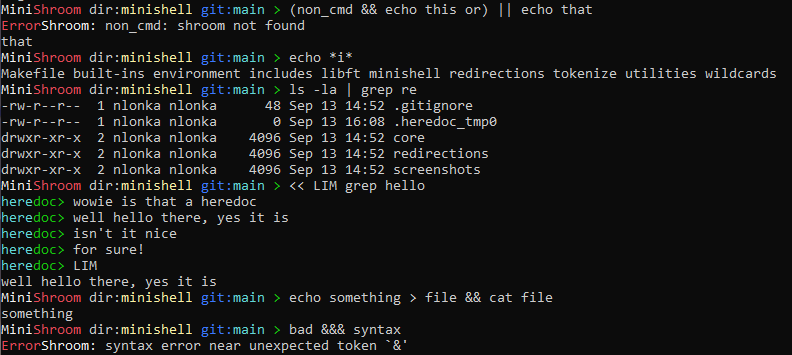 MiniShroom dir:minishell git:main > (non_cmd && echo this or) || echo that
ErrorShroom: non_cmd: shroom not found
that
MiniShroom dir:minishell git:main > echo *i*
Makefile built-ins environment includes libft minishell redirections tokenize utilities wildcards
MiniShroom dir:minishell git:main > ls -la | grep re
-rw-r--r--  1 nlonka nlonka    48 Sep 13 14:52 .gitignore
-rw-r--r--  1 nlonka nlonka     0 Sep 13 16:08 .heredoc_tmp0
drwxr-xr-x  2 nlonka nlonka  4096 Sep 13 14:52 core
drwxr-xr-x  2 nlonka nlonka  4096 Sep 13 14:52 redirections
drwxr-xr-x  2 nlonka nlonka  4096 Sep 13 14:52 screenshots
MiniShroom dir:minishell git:main > << LIM grep hello
heredoc> wowie is that a heredoc
heredoc> well hello there, yes it is
heredoc> isn't it nice
heredoc> for sure!
heredoc> LIM
well hello there, yes it is
MiniShroom dir:minishell git:main > echo something > file && cat file
something
MiniShroom dir:minishell git:main > bad &&& syntax
ErrorShroom: syntax error near unexpected token `&'